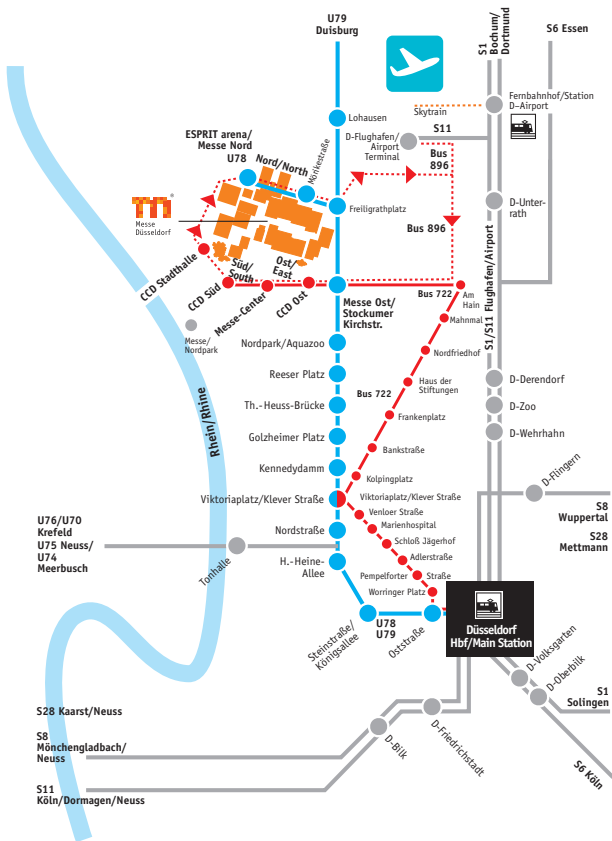 U79
Duisburg
S1
Bochum/
Dortmund
S6 Essen
Lohausen
Skytrain
Fernbahnhof/Station
D-Airport
S11
D-Flughafen/
Airport
Terminal
Bus
896
ESPRIT arena/
Messe Nord
U78
Nord/North
Mörikestraße
Freiligrathplatz
Messe
Düsseldorf
D-Unter-
rath
Bus 896
CCD Stadthalle
Süd/
South
Ost/
East
CCD Süd
Messe-Center
CCD Ost
Messe Ost/
Stockumer
Kirchstr.
Bus 722
Am
Hain
S1/S11 Flughafen/Airport
Messe/
Nordpark
Mahnmal
Nordpark/Aquazoo
Nordfriedhof
Reeser Platz
Haus der
Stiftungen
D-Derendorf
Bus 722
Th.-Heuss-Brücke
Frankenplatz
D-Zoo
Golzheimer Platz
D-Wehrhahn
Bankstraße
Rhein/Rhine
Kennedydamm
Kolpingplatz
D-Flingern
Viktoriaplatz/Klever Straße
Viktoriaplatz/Klever Straße
S8
Wuppertal
Venloer Straße
U76/U70
Krefeld
U75 Neuss/
U74
Meerbusch
Nordstraße
Marienhospital
S28
Mettmann
Schloß Jägerhof
Tonhalle
H.-Heine-
Allee
Adlerstraße
Pempelforter Straße
Worringer Platz
Steinstraße/
Königsallee
U78
U79
Oststraße
Düsseldorf
Hbf/Main Station
D-Volksgarten
D-Oberbilk
S1
Solingen
S28 Kaarst/Neuss
S8
Mönchengladbach/
Neuss
D-Bilk
D-Friedrichstadt
S6 Köln
S11
Köln/Dormagen/Neuss